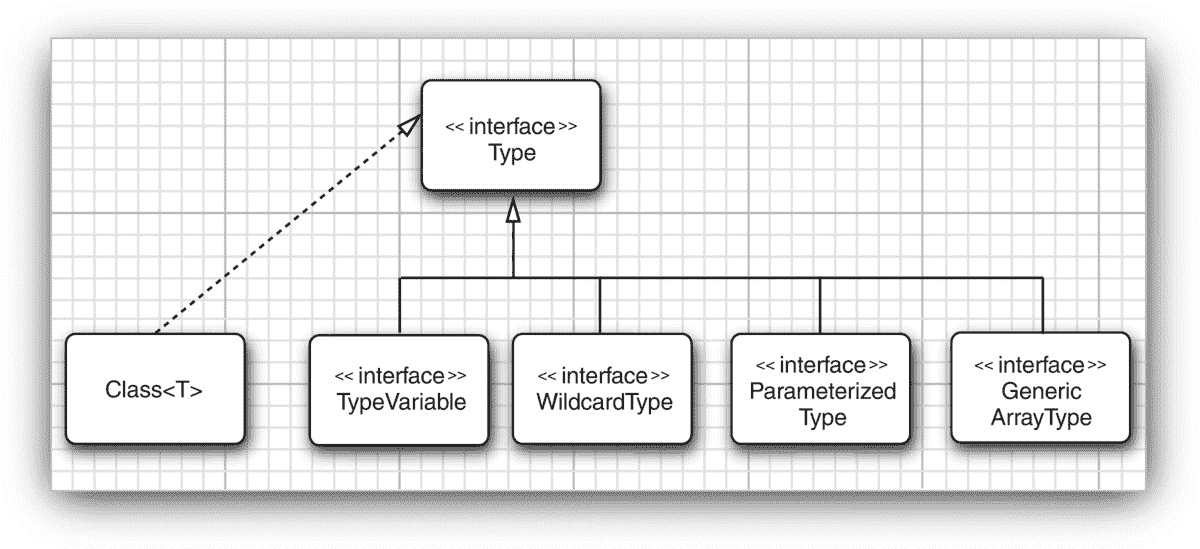 << interface >>
Type
Class<T>
<< interface >>
TypeVariable
<< interface >>
WildcardType
<< interface >>
Parameterized
Type
<< interface >>
Generic
ArrayType